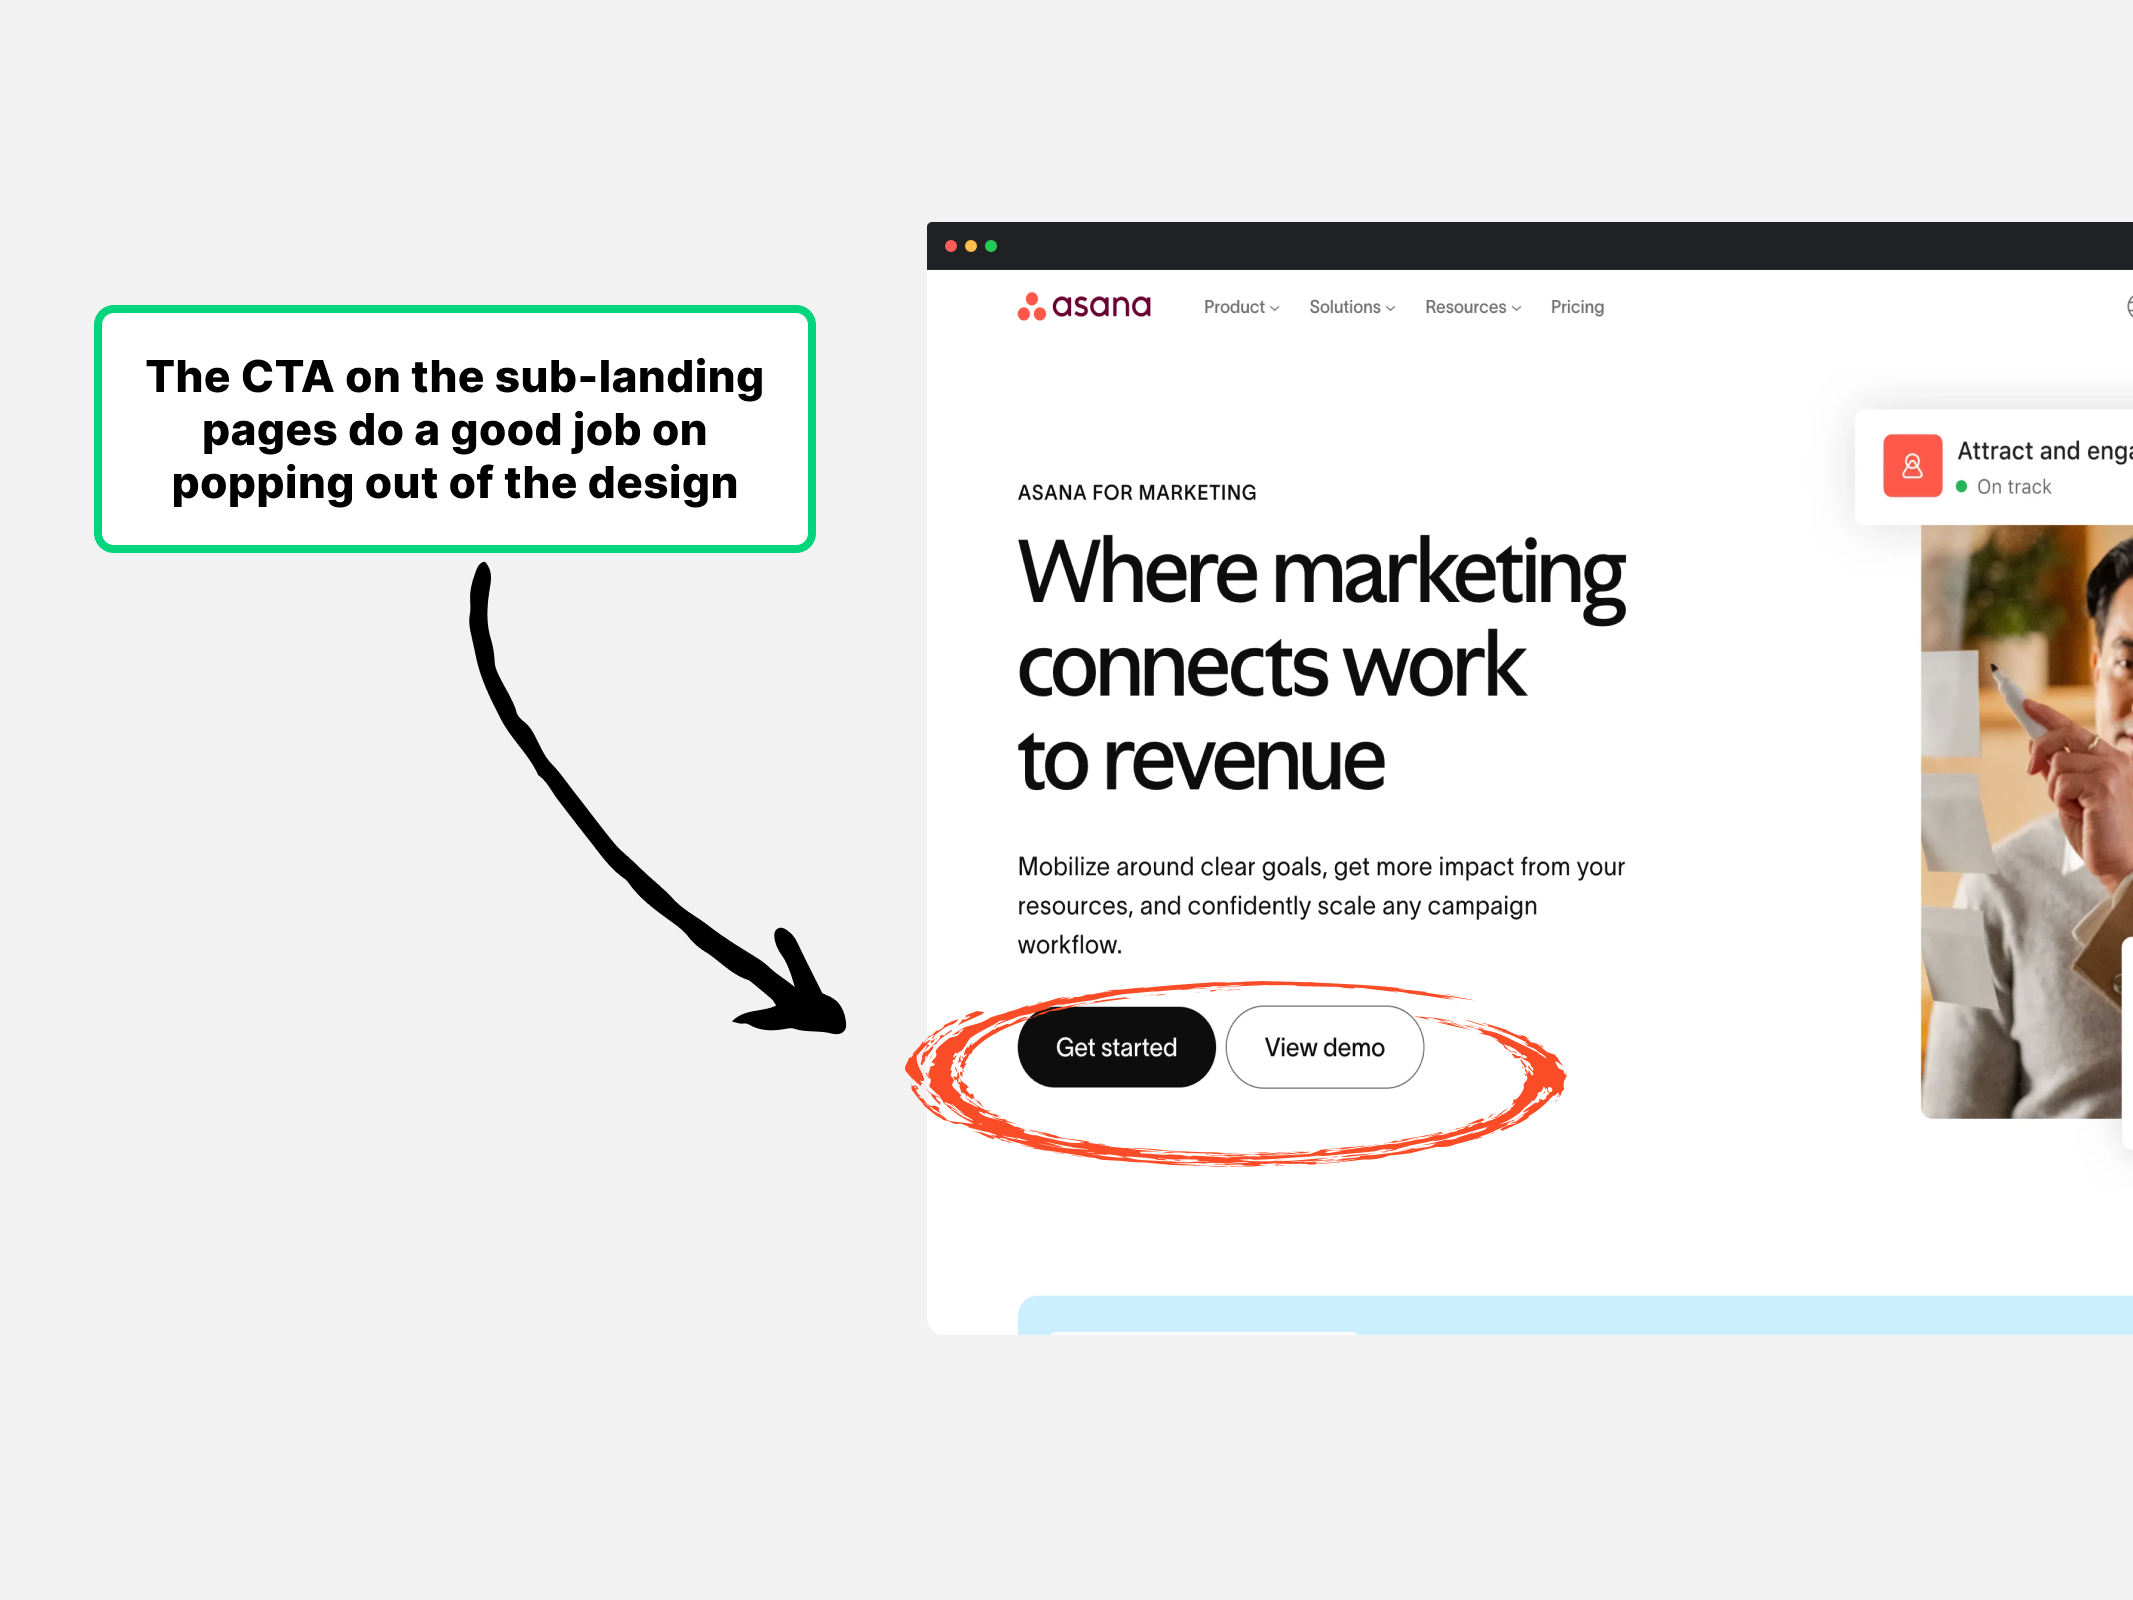 The CTA on the sub-landing
pages do a good job on
popping out of the design
asana
Product
Solutions
Resources
Pricing
Attract and enga
On track
ASANA FOR MARKETING
Where marketing
connects work
to revenue
Mobilize around clear goals, get more impact from your
resources, and confidently scale any campaign
workflow.
Get started
View demo